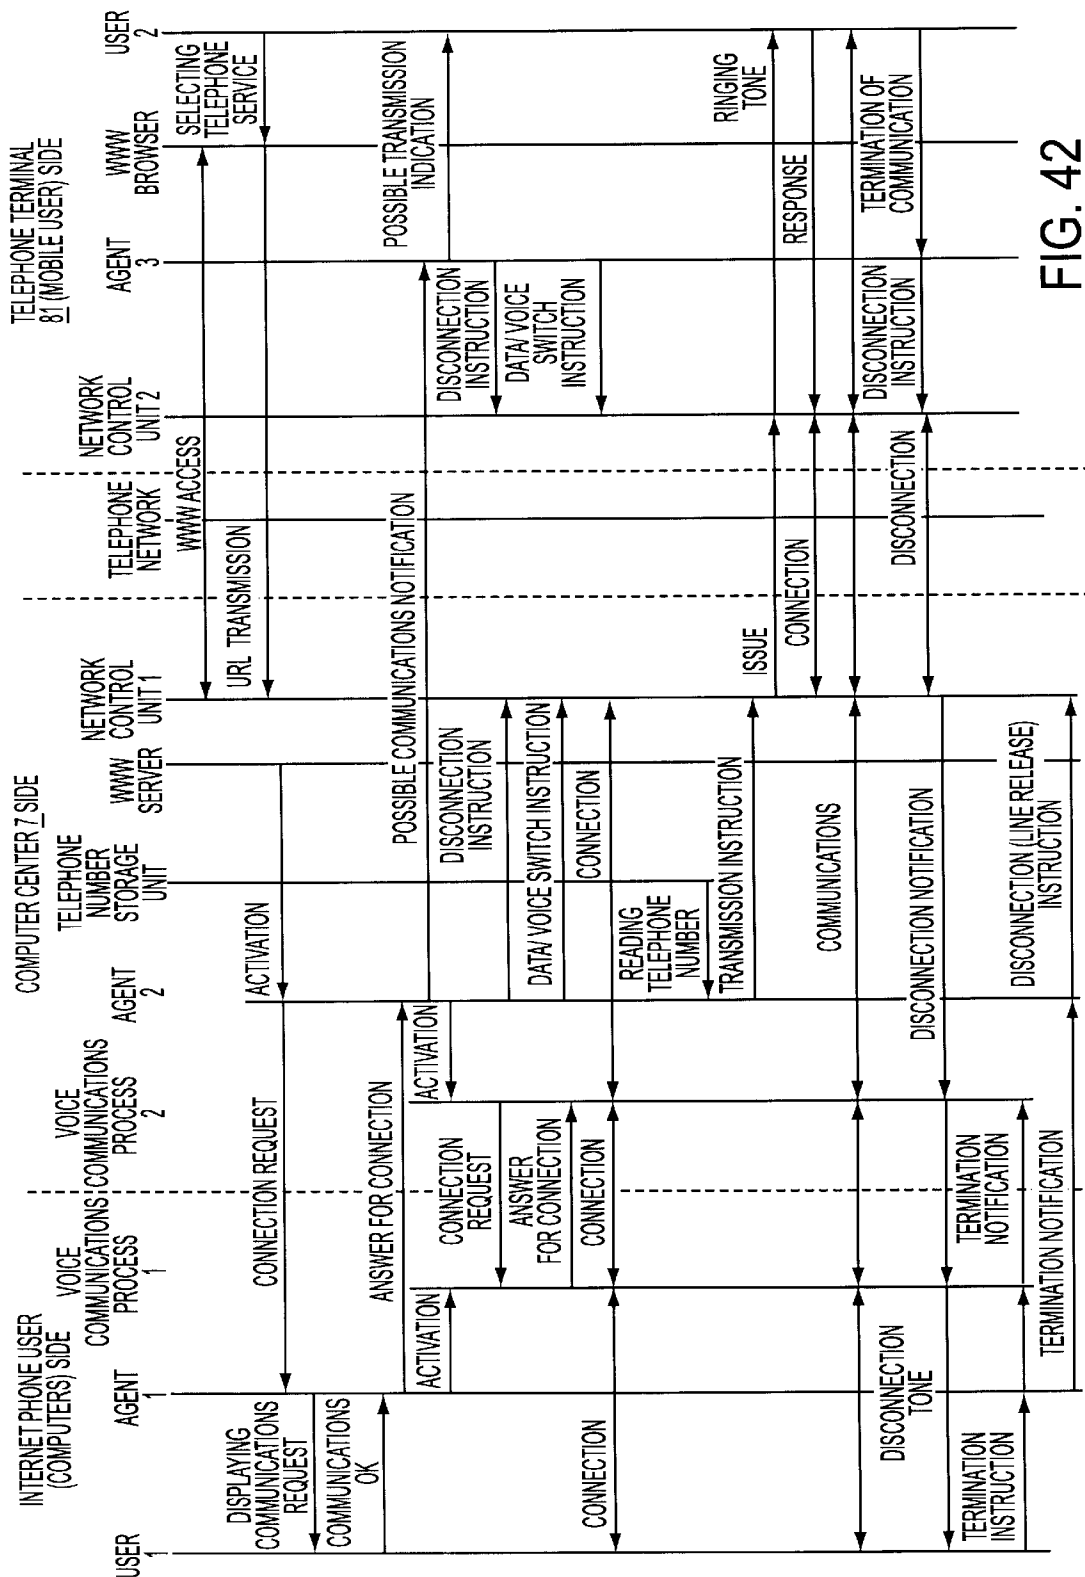 INTERNET PHONE USER
(COMPUTERS) SIDE
COMPUTER CENTER 7 SIDE
TELEPHONE TERMINAL
81 (MOBILE USER) SIDE
USER
1
AGENT
1
VOICE
COMMUNICATIONS
PROCESS
1
VOICE
COMMUNICATIONS
PROCESS
2
AGENT
2
TELEPHONE
NUMBER
STORAGE
UNIT
WWW
SERVER
NETWORK
CONTROL
UNIT 1
TELEPHONE
NETWORK
NETWORK
CONTROL
UNIT 2
AGENT
3
WWW
BROWSER
USER
2
WWW ACCESS
SELECTING
TELEPHONE
SERVICE
URL TRANSMISSION
ACTIVATION
CONNECTION REQUEST
DISPLAYING
COMMUNICATIONS
REQUEST
COMMUNICATIONS
OK
ANSWER FOR CONNECTION
POSSIBLE COMMUNICATIONS NOTIFICATION
POSSIBLE TRANSMISSION
INDICATION
ACTIVATION
ACTIVATION
DISCONNECTION
INSTRUCTION
DISCONNECTION
INSTRUCTION
CONNECTION
REQUEST
DATA/VOICE SWITCH INSTRUCTION
DATA/VOICE
SWITCH
INSTRUCTION
ANSWER
FOR CONNECTION
CONNECTION
CONNECTION
CONNECTION
READING
TELEPHONE
NUMBER
TRANSMISSION INSTRUCTION
ISSUE
RINGING
TONE
CONNECTION
RESPONSE
COMMUNICATIONS
TERMINATION OF
COMMUNICATION
DISCONNECTION
INSTRUCTION
DISCONNECTION
DISCONNECTION NOTIFICATION
DISCONNECTION
TONE
TERMINATION
NOTIFICATION
TERMINATION
INSTRUCTION
TERMINATION NOTIFICATION
DISCONNECTION (LINE RELEASE)
INSTRUCTION
FIG. 42